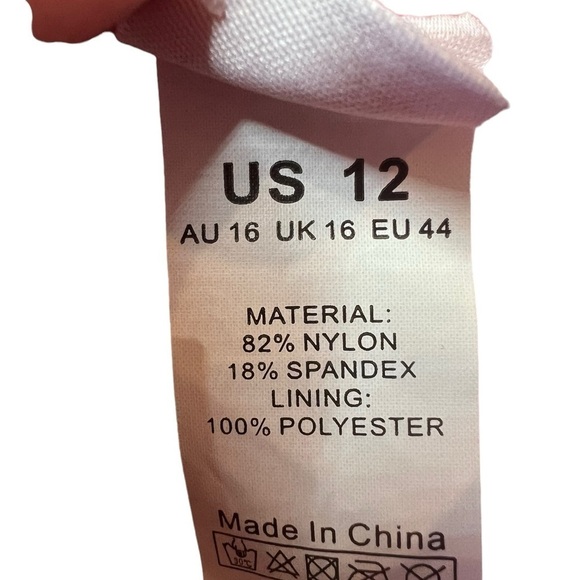 US 12
AU 16 UK 16 EU 44
MATERIAL:
82% NYLON
18% SPANDEX
LINING:
100% POLYESTER
Made In China
30°C